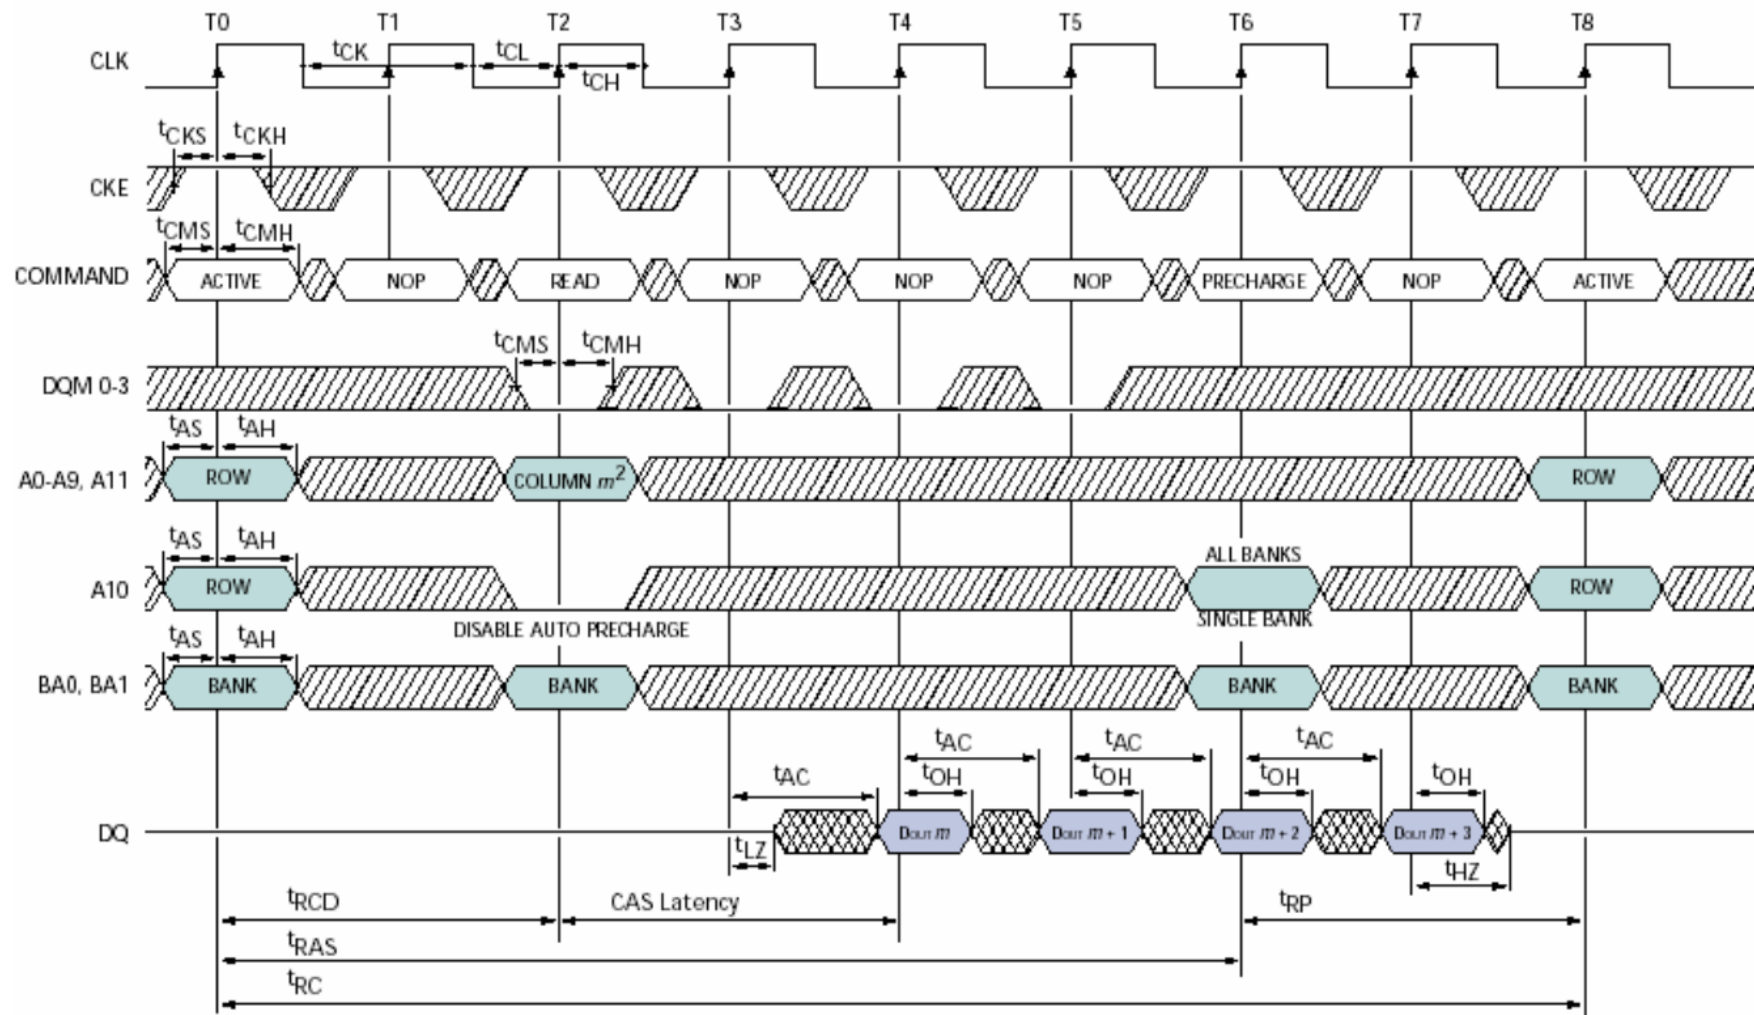 T0 T1 T2 T3 T4 T5 T6 T7 T8
CLK tCK tCL
tCH
tCKS tCKH
CKE
tCMS tCMH
COMMAND ACTIVE NOP READ NOP NOP NOP PRECHARGE NOP ACTIVE
tCMS tCMH
DQM 0-3
tAS tAH
A0-A9, A11 ROW COLUMN m2 ROW
tAS tAH
ALL BANKS
A10 ROW ROW
DISABLE AUTO PRECHARGE SINGLE BANK
tAS tAH
BA0, BA1 BANK BANK BANK BANK
tAC tAC tAC
tAC tOH tOH tOH tOH
DQ DOUT m DOUT m + 1 DOUT m + 2 DOUT m + 3
tLZ tHZ
tRCD CAS Latency tRP
tRAS
tRC